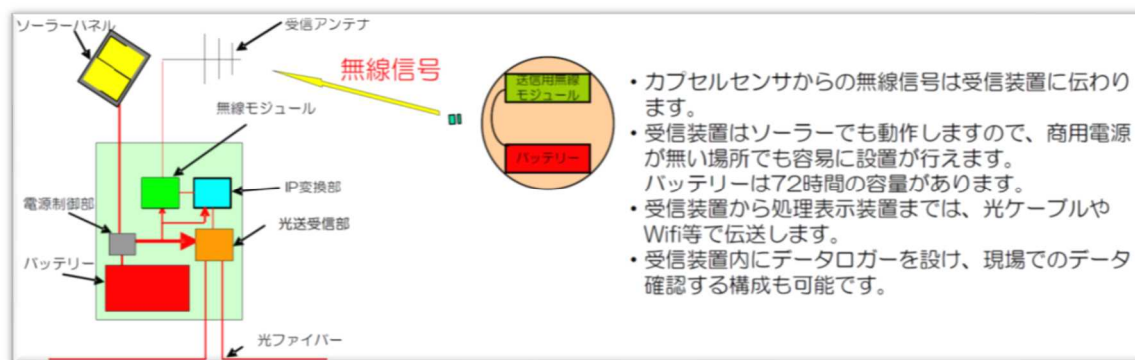 ソーラーパネル
受信アンテナ
無線信号
無線モジュール
IP変換部
電源制御部
光送受信部
バッテリー
光ファイバー
送信用無線
モジュール
バッテリー
・カプセルセンサからの無線信号は受信装置に伝わり
ます。
・受信装置はソーラーでも動作しますので、商用電源
が無い場所でも容易に設置が行えます。
バッテリーは72時間の容量があります。
・受信装置から処理表示装置までは、光ケーブルや
Wifi等で伝送します。
・受信装置内にデータロガーを設け、現場でのデータ
確認する構成も可能です。